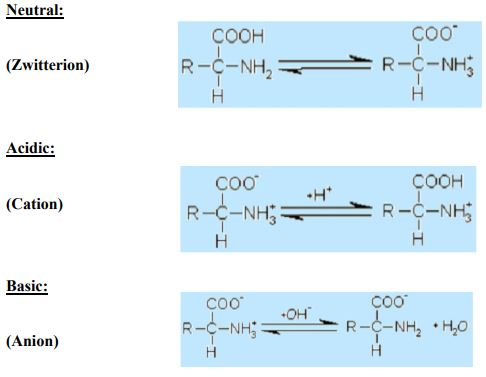 Neutral:
COOH COO⁻
(Zwitterion) R–C–NH₂ R–C–NH₃⁺
H H
Acidic:
COO⁻ +H⁺ COOH
(Cation) R–C–NH₃⁺ R–C–NH₃⁺
H H
Basic:
COO⁻ +OH⁻ COO⁻
R–C–NH₃⁺ R–C–NH₂ + H₂O
(Anion) H H